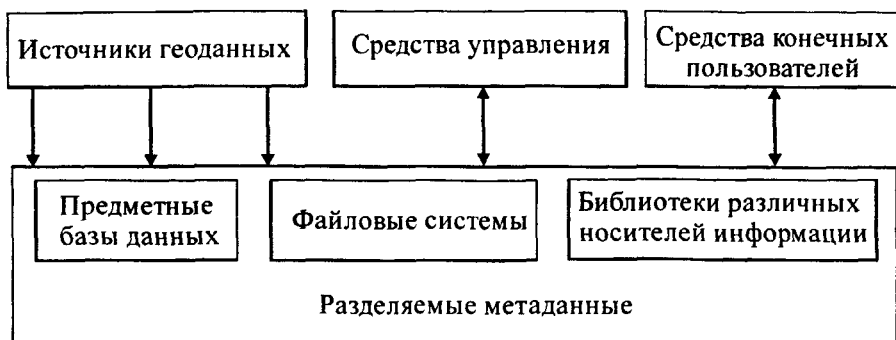 Источники геоданных
Средства управления
Средства конечных
пользователей
Предметные
базы данных
Файловые системы
Библиотеки различных
носителей информации
Разделяемые метаданные